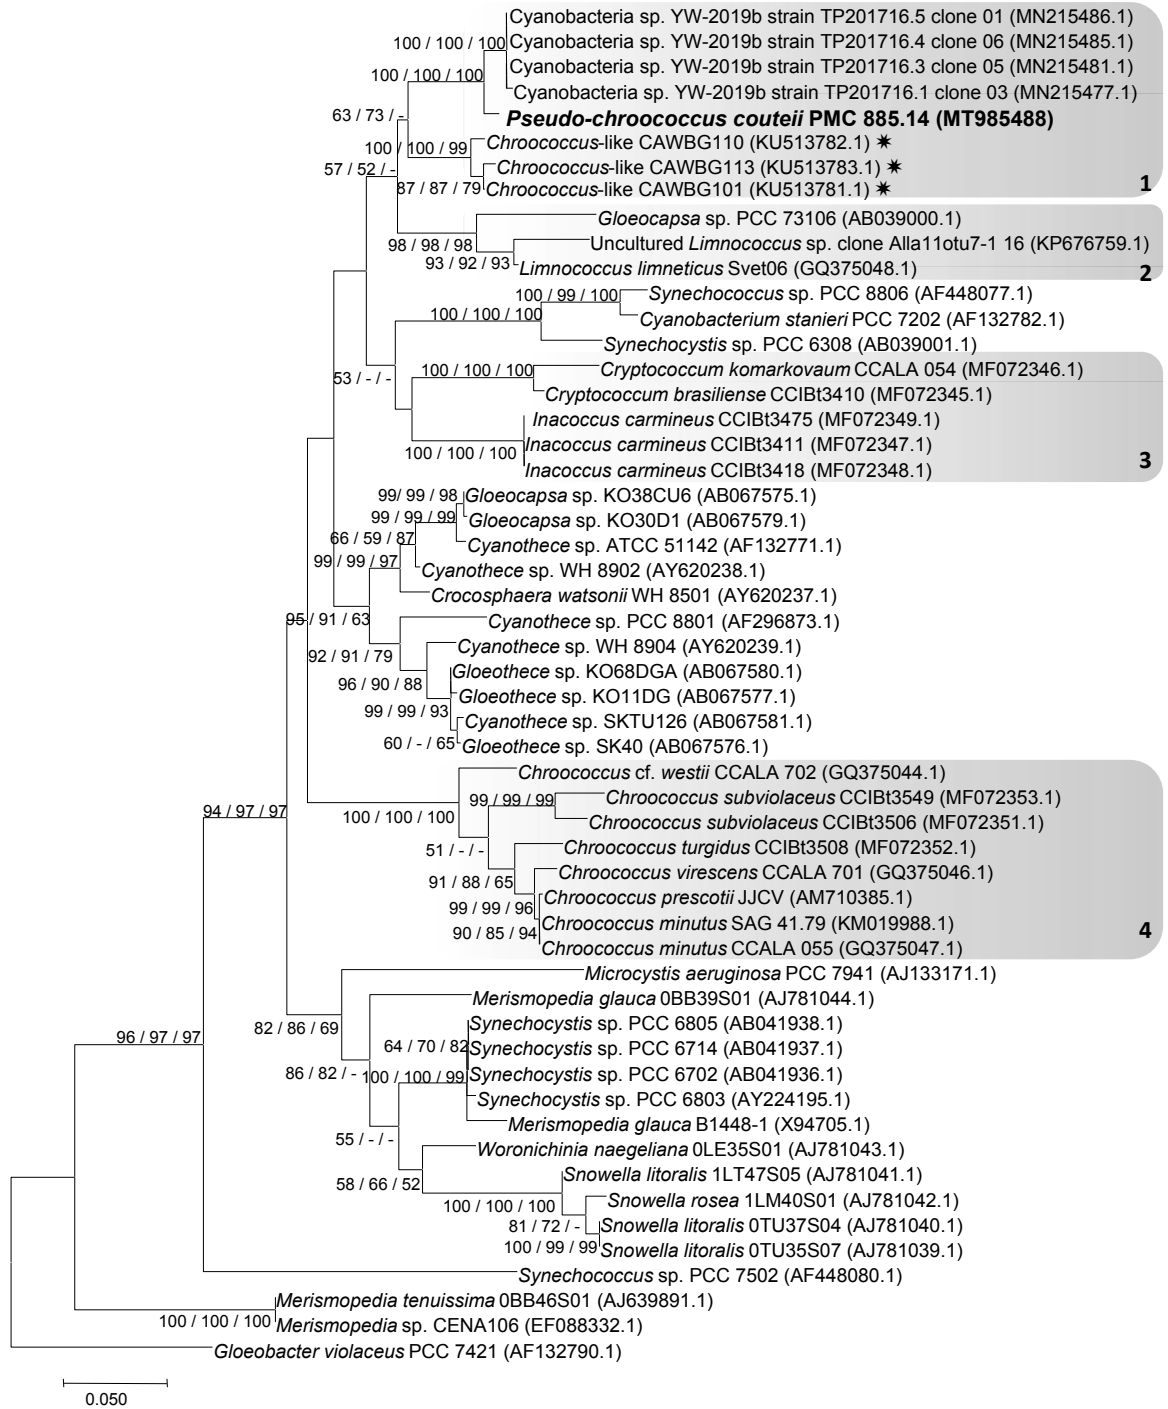 Cyanobacteria sp. YW-2019b strain TP201716.5 clone 01 (MN215486.1)
100 / 100 / 100
Cyanobacteria sp. YW-2019b strain TP201716.4 clone 06 (MN215485.1)
Cyanobacteria sp. YW-2019b strain TP201716.3 clone 05 (MN215481.1)
100 / 100 / 100
Cyanobacteria sp. YW-2019b strain TP201716.1 clone 03 (MN215477.1)
63 / 73 / -
Pseudo-chroococcus couteii PMC 885.14 (MT985488)
Chroococcus-like CAWBG110 (KU513782.1) ✷
100 / 100 / 99
57 / 52 / -
Chroococcus-like CAWBG113 (KU513783.1) ✷
87 / 87 / 79
Chroococcus-like CAWBG101 (KU513781.1) ✷
1
Gloeocapsa sp. PCC 73106 (AB039000.1)
98 / 98 / 98
Uncultured Limnococcus sp. clone Alla11otu7-1 16 (KP676759.1)
93 / 92 / 93
Limnococcus limneticus Svet06 (GQ375048.1)
2
100 / 99 / 100
Synechococcus sp. PCC 8806 (AF448077.1)
100 / 100 / 100
Cyanobacterium stanieri PCC 7202 (AF132782.1)
Synechocystis sp. PCC 6308 (AB039001.1)
100 / 100 / 100
Cryptococcum komarkovaum CCALA 054 (MF072346.1)
53 / - / -
Cryptococcum brasiliense CCIBt3410 (MF072345.1)
Inacoccus carmineus CCIBt3475 (MF072349.1)
Inacoccus carmineus CCIBt3411 (MF072347.1)
100 / 100 / 100
3
Inacoccus carmineus CCIBt3418 (MF072348.1)
99/ 99 / 98
Gloeocapsa sp. KO38CU6 (AB067575.1)
99 / 99 / 99
Gloeocapsa sp. KO30D1 (AB067579.1)
66 / 59 / 87
Cyanothece sp. ATCC 51142 (AF132771.1)
99 / 99 / 97
Cyanothece sp. WH 8902 (AY620238.1)
Crocosphaera watsonii WH 8501 (AY620237.1)
95 / 91 / 63
Cyanothece sp. PCC 8801 (AF296873.1)
Cyanothece sp. WH 8904 (AY620239.1)
92 / 91 / 79
Gloeothece sp. KO68DGA (AB067580.1)
96 / 90 / 88
Gloeothece sp. KO11DG (AB067577.1)
99 / 99 / 93
Cyanothece sp. SKTU126 (AB067581.1)
60 / - / 65
Gloeothece sp. SK40 (AB067576.1)
Chroococcus cf. westii CCALA 702 (GQ375044.1)
99 / 99 / 99
Chroococcus subviolaceus CCIBt3549 (MF072353.1)
94 / 97 / 97
100 / 100 / 100
Chroococcus subviolaceus CCIBt3506 (MF072351.1)
51 / - / -
Chroococcus turgidus CCIBt3508 (MF072352.1)
91 / 88 / 65
Chroococcus virescens CCALA 701 (GQ375046.1)
Chroococcus prescotii JJCV (AM710385.1)
99 / 99 / 96
Chroococcus minutus SAG 41.79 (KM019988.1)
90 / 85 / 94
4
Chroococcus minutus CCALA 055 (GQ375047.1)
Microcystis aeruginosa PCC 7941 (AJ133171.1)
Merismopedia glauca 0BB39S01 (AJ781044.1)
82 / 86 / 69
Synechocystis sp. PCC 6805 (AB041938.1)
96 / 97 / 97
64 / 70 / 82
Synechocystis sp. PCC 6714 (AB041937.1)
86 / 82 / -
100 / 100 / 99
Synechocystis sp. PCC 6702 (AB041936.1)
Synechocystis sp. PCC 6803 (AY224195.1)
Merismopedia glauca B1448-1 (X94705.1)
55 / - / -
Woronichinia naegeliana 0LE35S01 (AJ781043.1)
Snowella litoralis 1LT47S05 (AJ781041.1)
58 / 66 / 52
Snowella rosea 1LM40S01 (AJ781042.1)
100 / 100 / 100
81 / 72 / -
Snowella litoralis 0TU37S04 (AJ781040.1)
100 / 99 / 99
Snowella litoralis 0TU35S07 (AJ781039.1)
Synechococcus sp. PCC 7502 (AF448080.1)
Merismopedia tenuissima 0BB46S01 (AJ639891.1)
100 / 100 / 100
Merismopedia sp. CENA106 (EF088332.1)
Gloeobacter violaceus PCC 7421 (AF132790.1)
0.050